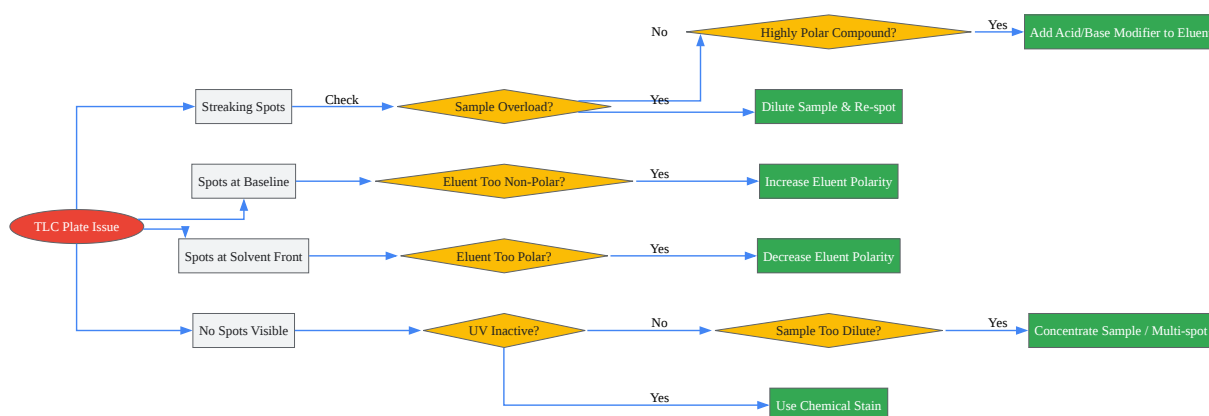 No
Highly Polar Compound?
Yes
Add Acid/Base Modifier to Eluen
Streaking Spots
Check
Sample Overload?
Yes
Dilute Sample & Re-spot
Spots at Baseline
Eluent Too Non-Polar?
Yes
Increase Eluent Polarity
TLC Plate Issue
Spots at Solvent Front
Eluent Too Polar?
Yes
Decrease Eluent Polarity
No Spots Visible
UV Inactive?
No
Sample Too Dilute?
Yes
Concentrate Sample / Multi-spot
Yes
Use Chemical Stain